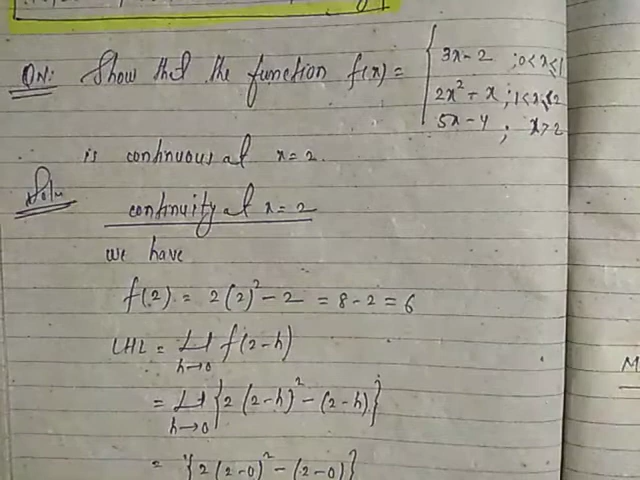 QN: Show that the function f(x) = { 3x-2 ; 0<x≤1
2x² - x ; 1<x≤2
5x-4 ; x>2
is continuous at x=2.
Soln
continuity at x=2
we have
f(2) = 2(2)² - 2 = 8-2 = 6
LHL = Lt f(2-h)
h→0
= Lt {2(2-h)² - (2-h)}
h→0
= {2(2-0)² - (2-0)}
M